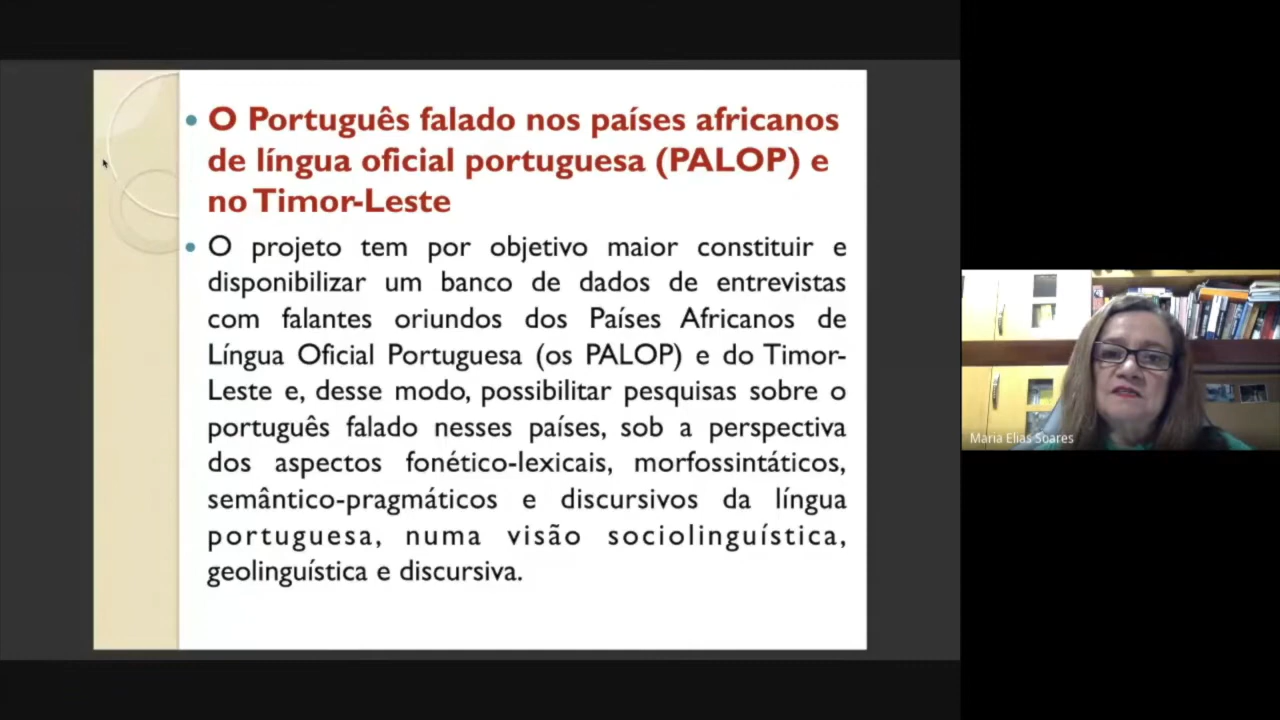 O Português falado nos países africanos
de língua oficial portuguesa (PALOP) e
no Timor-Leste
O projeto tem por objetivo maior constituir e
disponibilizar um banco de dados de entrevistas
com falantes oriundos dos Países Africanos de
Língua Oficial Portuguesa (os PALOP) e do Timor-
Leste e, desse modo, possibilitar pesquisas sobre o
português falado nesses países, sob a perspectiva
dos aspectos fonético-lexicais, morfossintáticos,
semântico-pragmáticos e discursivos da língua
portuguesa, numa visão sociolinguística,
geolinguística e discursiva.
Maria Elias Soares